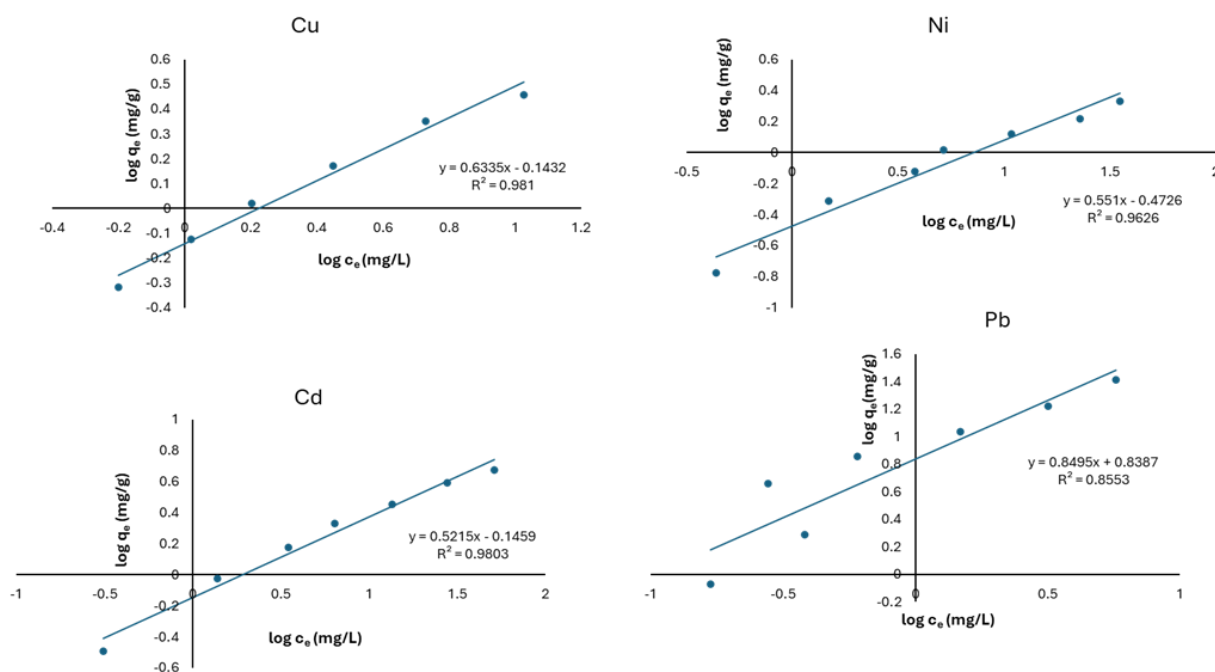 Cu
log qₑ (mg/g)
0.6
0.5
0.4
0.3
0.2
0.1
0
-0.1
-0.2
-0.3
-0.4
-0.4 -0.2 0 0.2 0.4 0.6 0.8 1 1.2
y = 0.6335x - 0.1432
R² = 0.981
log cₑ (mg/L)
Ni
log qₑ (mg/g)
0.6
0.4
0.2
0
-0.2
-0.4
-0.6
-0.8
-1
-0.5 0 0.5 1 1.5 2
y = 0.551x - 0.4726
R² = 0.9626
log cₑ (mg/L)
Cd
log qₑ (mg/g)
1
0.8
0.6
0.4
0.2
0
-0.2
-0.4
-0.6
-1 -0.5 0 0.5 1 1.5 2
y = 0.5215x - 0.1459
R² = 0.9803
log cₑ (mg/L)
Pb
log qₑ(mg/g)
1.6
1.4
1.2
1
0.8
0.6
0.4
0.2
0
-0.2
-1 -0.5 0 0.5 1
y = 0.8495x + 0.8387
R² = 0.8553
log cₑ (mg/L)